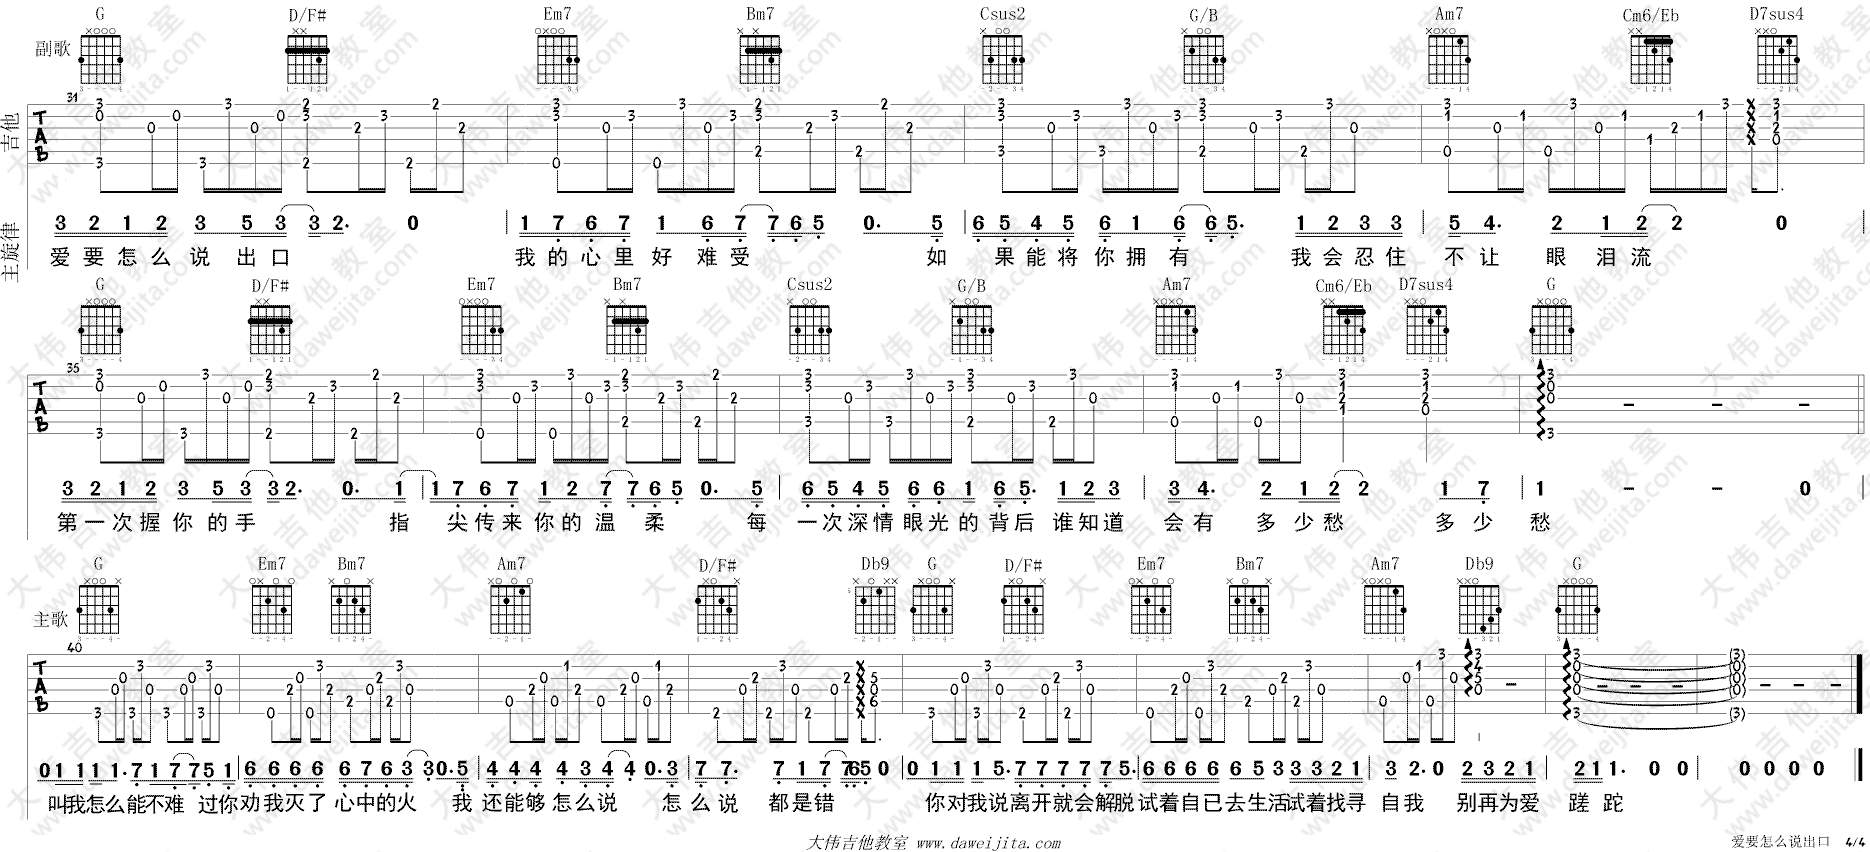 G D/F# Em7 Bm7 Csus2 G/B Am7 Cm6/Eb D7sus4
副歌
31
吉他 TAB
主旋律
3 2 1 2 3 5 3 3 2. 0 | 1 7 6 7 1 6 7 7 6 5 0. 5 | 6 5 4 5 6 1 6 6 5. 1 2 3 3 | 5 4. 2 1 2 2 0 |
爱要怎么说出口 我的心里好难受 如果能将你拥有 我会忍住不让眼泪流
G D/F# Em7 Bm7 Csus2 G/B Am7 Cm6/Eb D7sus4 G
35
TAB
3 2 1 2 3 5 3 3 2. 0. 1 | 1 7 6 7 1 2 7 7 6 5 0. 5 | 6 5 4 5 6 6 1 6 5. 1 2 3 | 3 4. 2 1 2 2 1 7 | 1 - - 0 |
第一次握你的手 指尖传来你的温柔 每一次深情眼光的背后 谁知道会有多少愁 多少愁
G Em7 Bm7 Am7 D/F# Db9 G D/F# Em7 Bm7 Am7 Db9 G
主歌
40
TAB
0 1 1 1 1. 7 1 7 7 5 1 | 6 6 6 6 6 7 6 3 3 0. 5 | 4 4 4 4 3 4 4 0. 3 | 7 7. 7 1 7 7 6 5 0 | 0 1 1 1 5. 7 7 7 7 7 5. | 6 6 6 6 6 5 3 3 3 2 1 | 3 2. 0 2 3 2 1 | 2 1 1. 0 0 | 0 0 0 0 |
叫我怎么能不难过 你劝我灭了心中的火 我还能够怎么说 怎么说都是错 你对我说离开就会解脱 试着自已去生活 试着找寻自我 别再为爱蹉跎
大伟吉他教室 www.daweijita.com
爱要怎么说出口 4/4